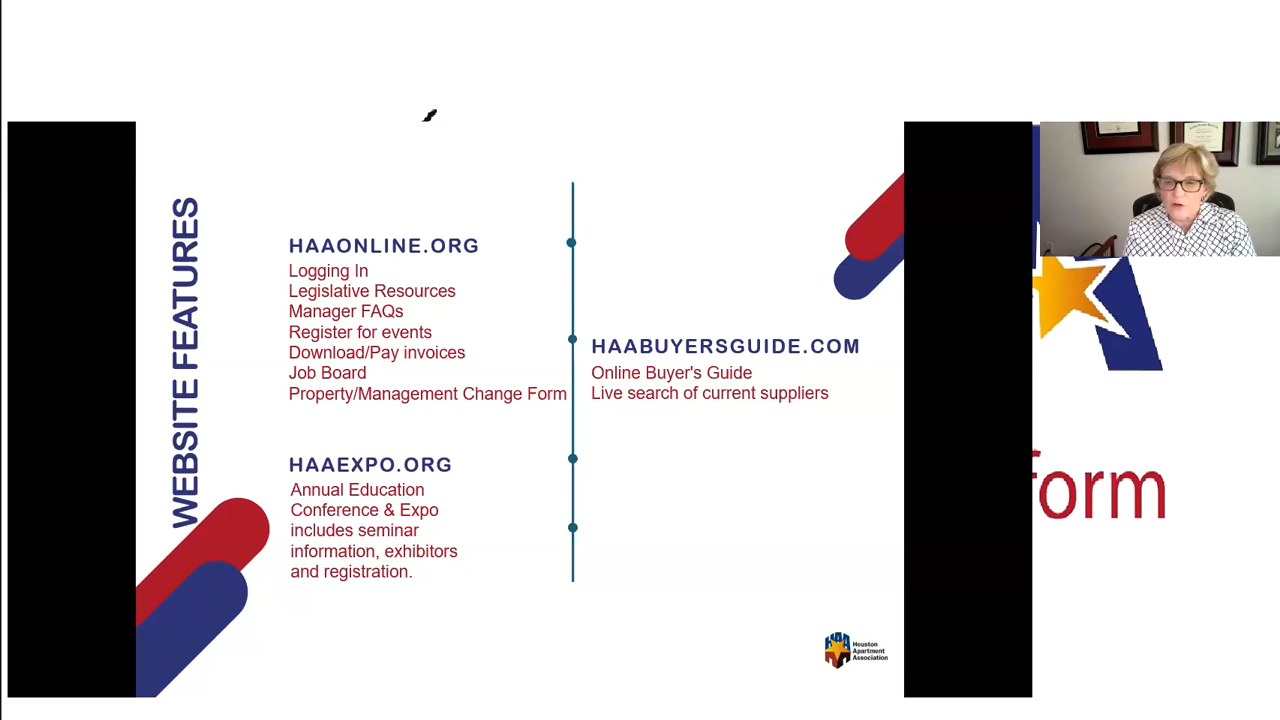 WEBSITE FEATURES
HAAONLINE.ORG
Logging In
Legislative Resources
Manager FAQs
Register for events
Download/Pay invoices
Job Board
Property/Management Change Form
HAAEXPO.ORG
Annual Education
Conference & Expo
includes seminar
information, exhibitors
and registration.
HAABUYERSGUIDE.COM
Online Buyer's Guide
Live search of current suppliers
HAA
Houston
Apartment
Association
form